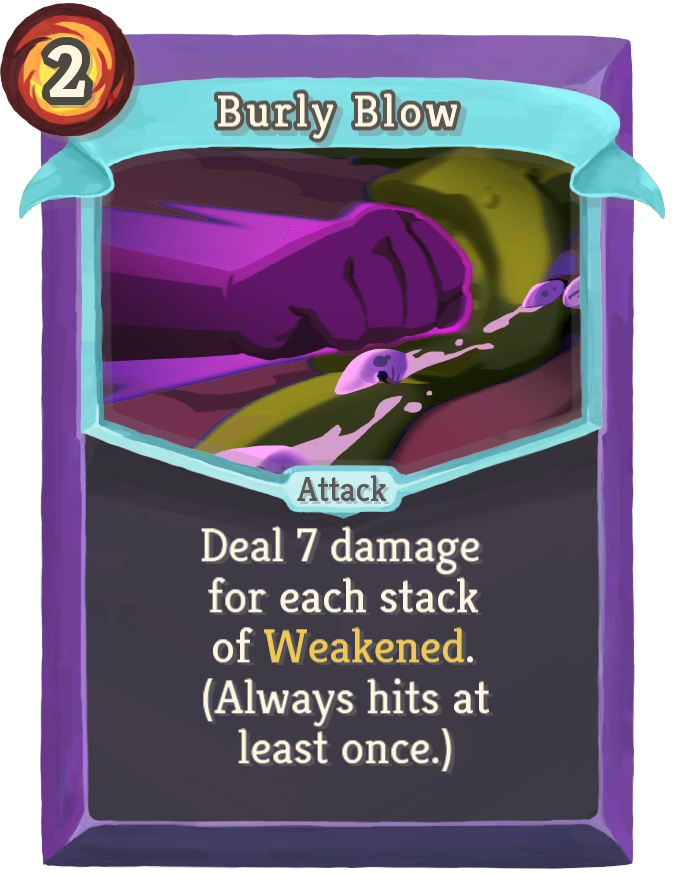 2
Burly Blow
Attack
Deal 7 damage
for each stack
of Weakened.
(Always hits at
least once.)